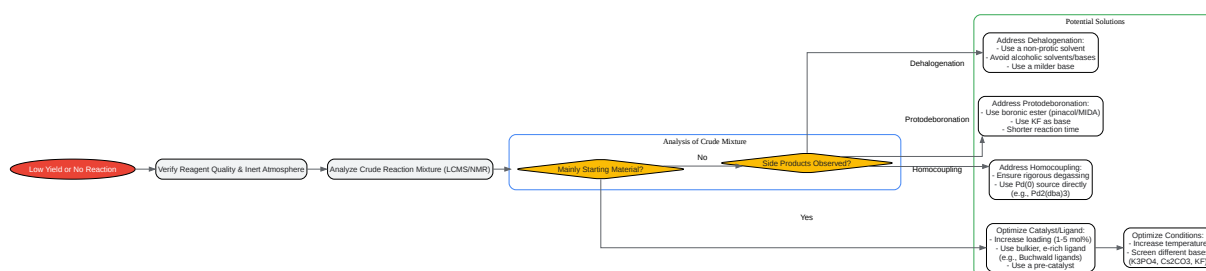 Potential Solutions
Address Dehalogenation:
- Use a non-protic solvent
- Avoid alcoholic solvents/bases
- Use a milder base
Dehalogenation
Address Protodeboronation:
- Use boronic ester (pinacol/MIDA)
- Use KF as base
- Shorter reaction time
Protodeboronation
Analysis of Crude Mixture
Low Yield or No Reaction
Verify Reagent Quality & Inert Atmosphere
Analyze Crude Reaction Mixture (LCMS/NMR)
Mainly Starting Material?
No
Side Products Observed?
Homocoupling
Address Homocoupling:
- Ensure rigorous degassing
- Use Pd(0) source directly
(e.g., Pd2(dba)3)
Yes
Optimize Catalyst/Ligand:
- Increase loading (1-5 mol%)
- Use bulkier, e-rich ligand
(e.g., Buchwald ligands)
- Use a pre-catalyst
Optimize Conditions:
- Increase temperature
- Screen different bases
(K3PO4, Cs2CO3, KF)